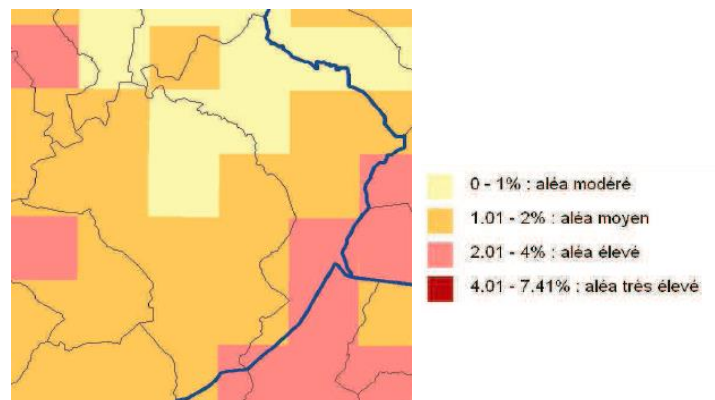 0 - 1% : aléa modéré
1.01 - 2% : aléa moyen
2.01 - 4% : aléa élevé
4.01 - 7.41% : aléa très élevé